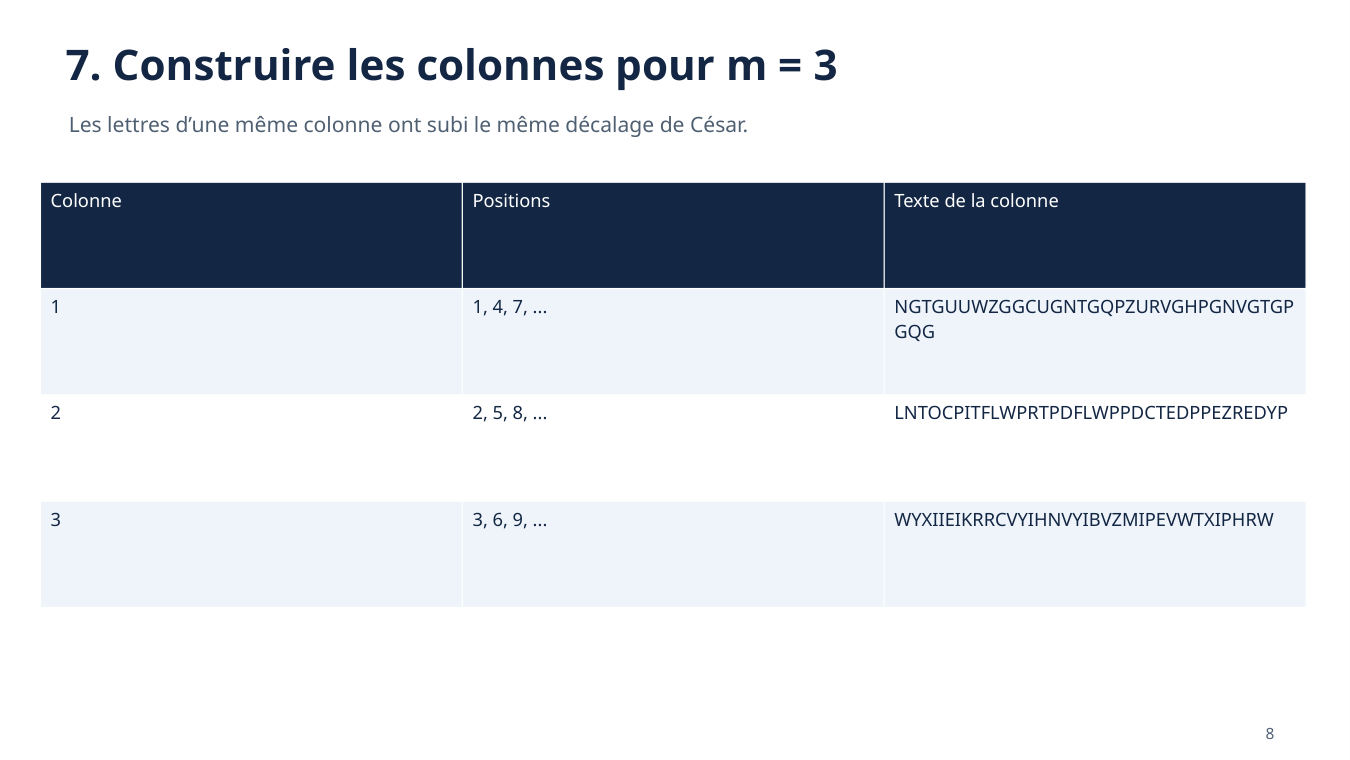 7. Construire les colonnes pour m = 3
Les lettres d’une même colonne ont subi le même décalage de César.
Colonne
Positions
Texte de la colonne
1
1, 4, 7, ...
NGTGUUWZGGCUGNTGQPZURVGHPGNVGTGP
GQG
2
2, 5, 8, ...
LNTOCPITFLWPRTPDFLWPPDCTEDPPEZREDYP
3
3, 6, 9, ...
WYXIIEIKRRCVYIHNVYIBVZMIPEVWTXIPHRW
8